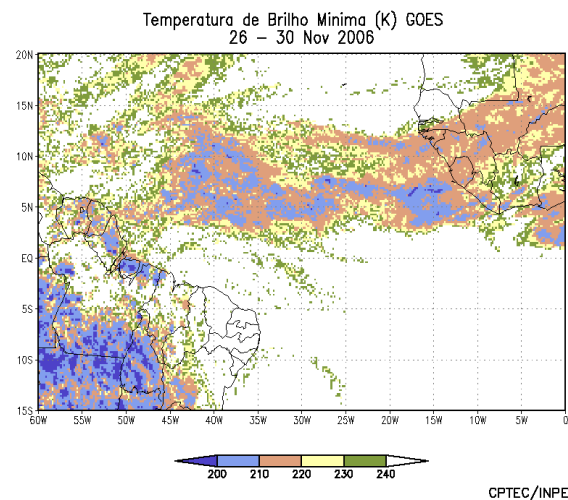 Temperatura de Brilho Minima (K) GOES
26 – 30 Nov 2006
20N
15N
10N
5N
EQ
5S
10S
15S
60W 55W 50W 45W 40W 35W 30W 25W 20W 15W 10W 5W 0
200 210 220 230 240
CPTEC/INPE